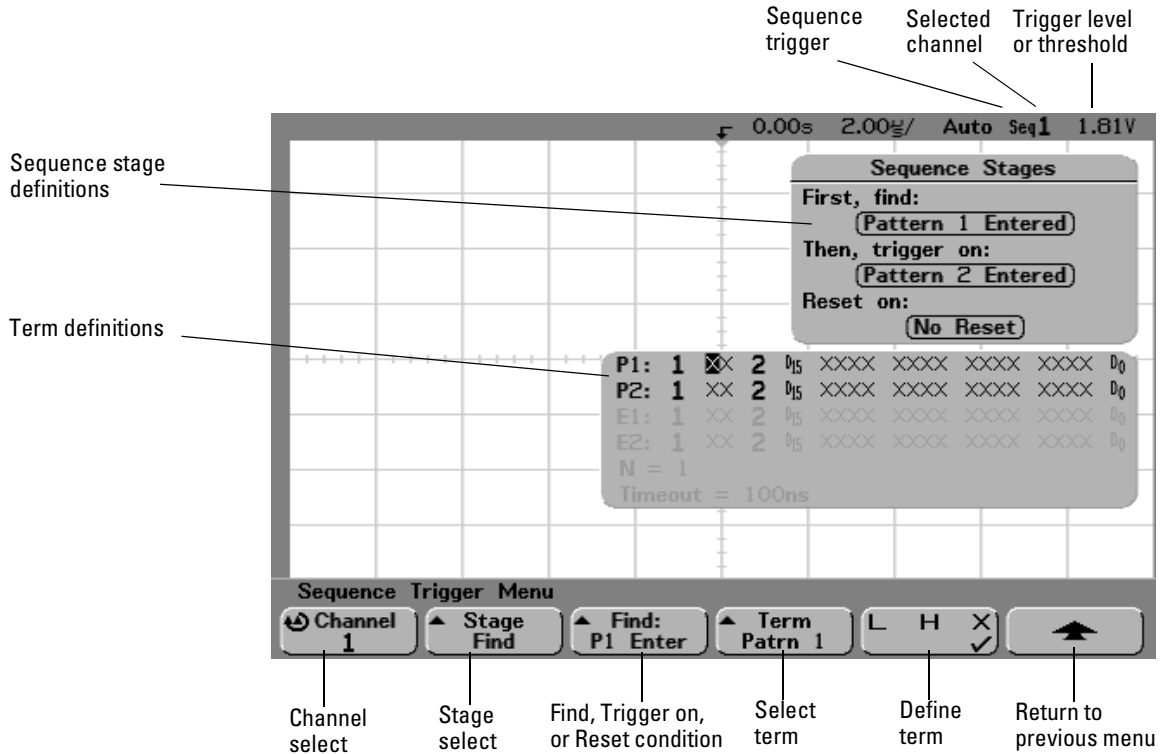 Sequence
trigger
Selected
channel
Trigger level
or threshold
0.00s 2.00µs/ Auto Seq1 1.81V
Sequence stage
definitions
Sequence Stages
First, find:
Pattern 1 Entered
Then, trigger on:
Pattern 2 Entered
Reset on:
No Reset
Term definitions
P1: 1 XX 2 D15 XXXX XXXX XXXX XXXX D0
P2: 1 XX 2 D15 XXXX XXXX XXXX XXXX D0
E1: 1 XX 2 D15 XXXX XXXX XXXX XXXX D0
E2: 1 XX 2 D15 XXXX XXXX XXXX XXXX D0
N = 1
Timeout = 100ns
Sequence Trigger Menu
Channel
1
Stage
Find
Find:
P1 Enter
Term
Patrn 1
L H X
Channel
select
Stage
select
Find, Trigger on,
or Reset condition
Select
term
Define
term
Return to
previous menu